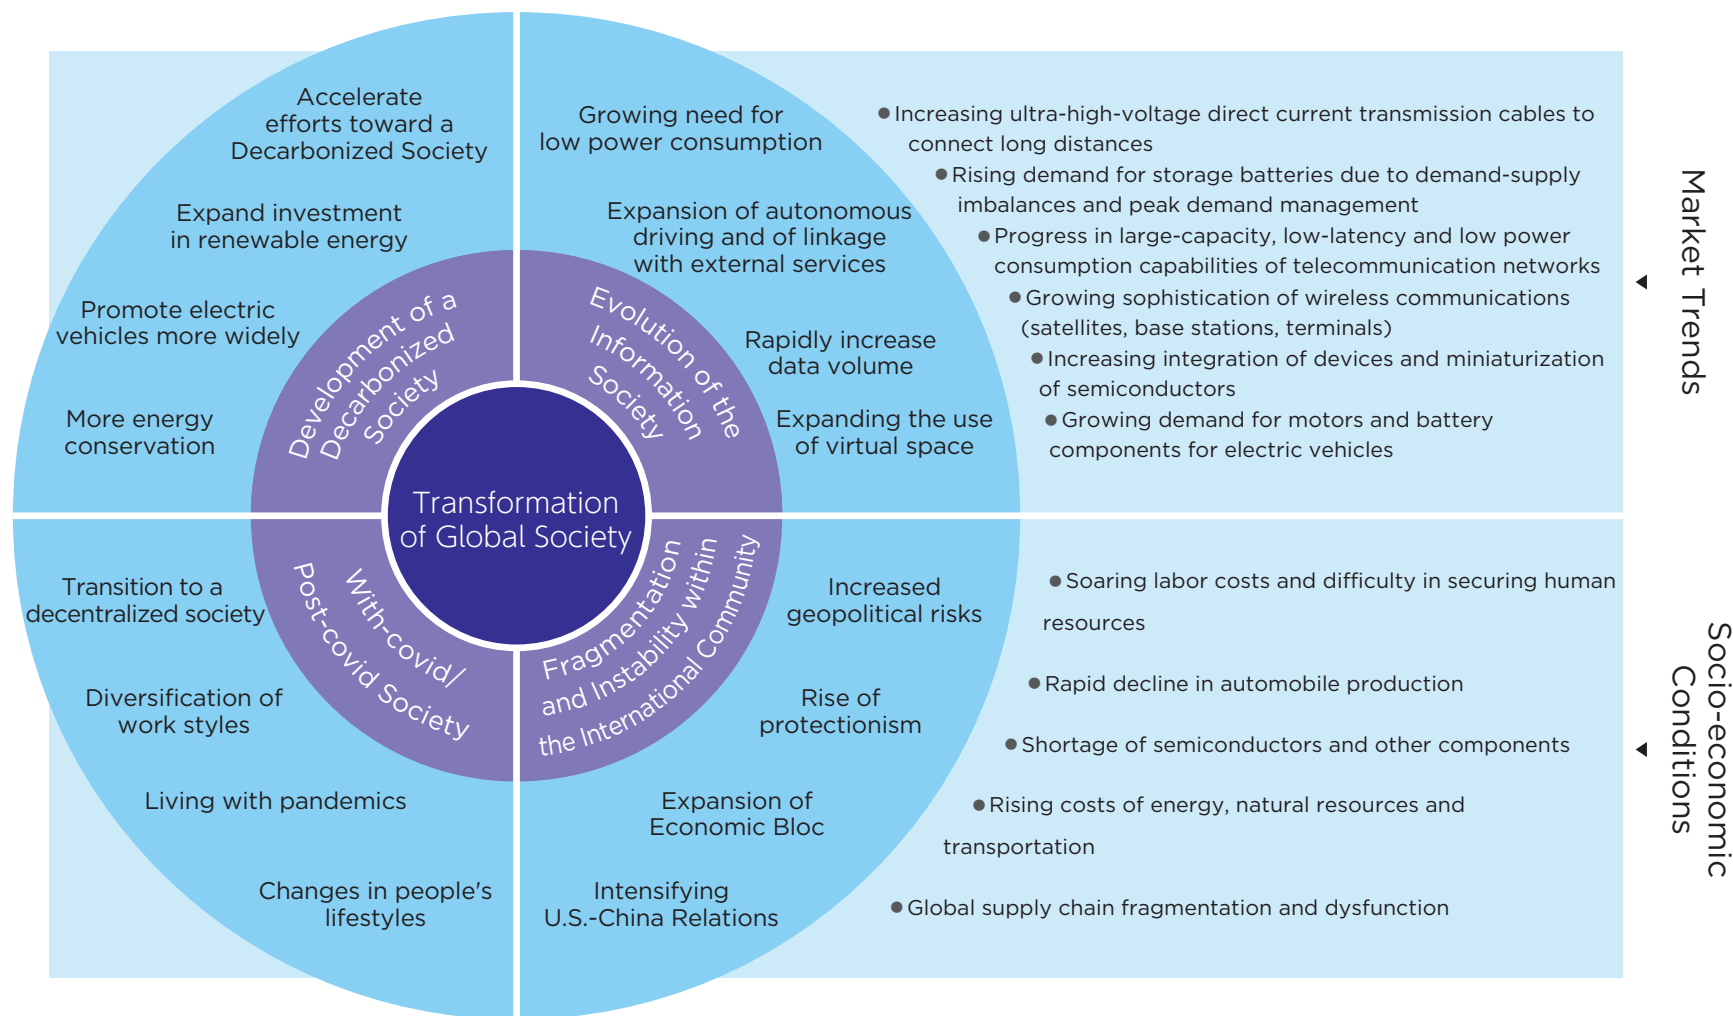 Accelerate
efforts toward a
Decarbonized Society
Expand investment
in renewable energy
Promote electric
vehicles more widely
More energy
conservation
Growing need for
low power consumption
Expansion of autonomous
driving and of linkage
with external services
Rapidly increase
data volume
Expanding the use
of virtual space
Development of a
Decarbonized
Society
Evolution of the
Information
Society
Transformation
of Global Society
With-covid/
Post-covid Society
Fragmentation
and Instability within
the International Community
Transition to a
decentralized society
Diversification of
work styles
Living with pandemics
Changes in people's
lifestyles
Increased
geopolitical risks
Rise of
protectionism
Expansion of
Economic Bloc
Intensifying
U.S.-China Relations
● Increasing ultra-high-voltage direct current transmission cables to
connect long distances
● Rising demand for storage batteries due to demand-supply
imbalances and peak demand management
● Progress in large-capacity, low-latency and low power
consumption capabilities of telecommunication networks
● Growing sophistication of wireless communications
(satellites, base stations, terminals)
● Increasing integration of devices and miniaturization
of semiconductors
● Growing demand for motors and battery
components for electric vehicles
Market Trends
● Soaring labor costs and difficulty in securing human
resources
● Rapid decline in automobile production
● Shortage of semiconductors and other components
● Rising costs of energy, natural resources and
transportation
● Global supply chain fragmentation and dysfunction
Socio-economic
Conditions